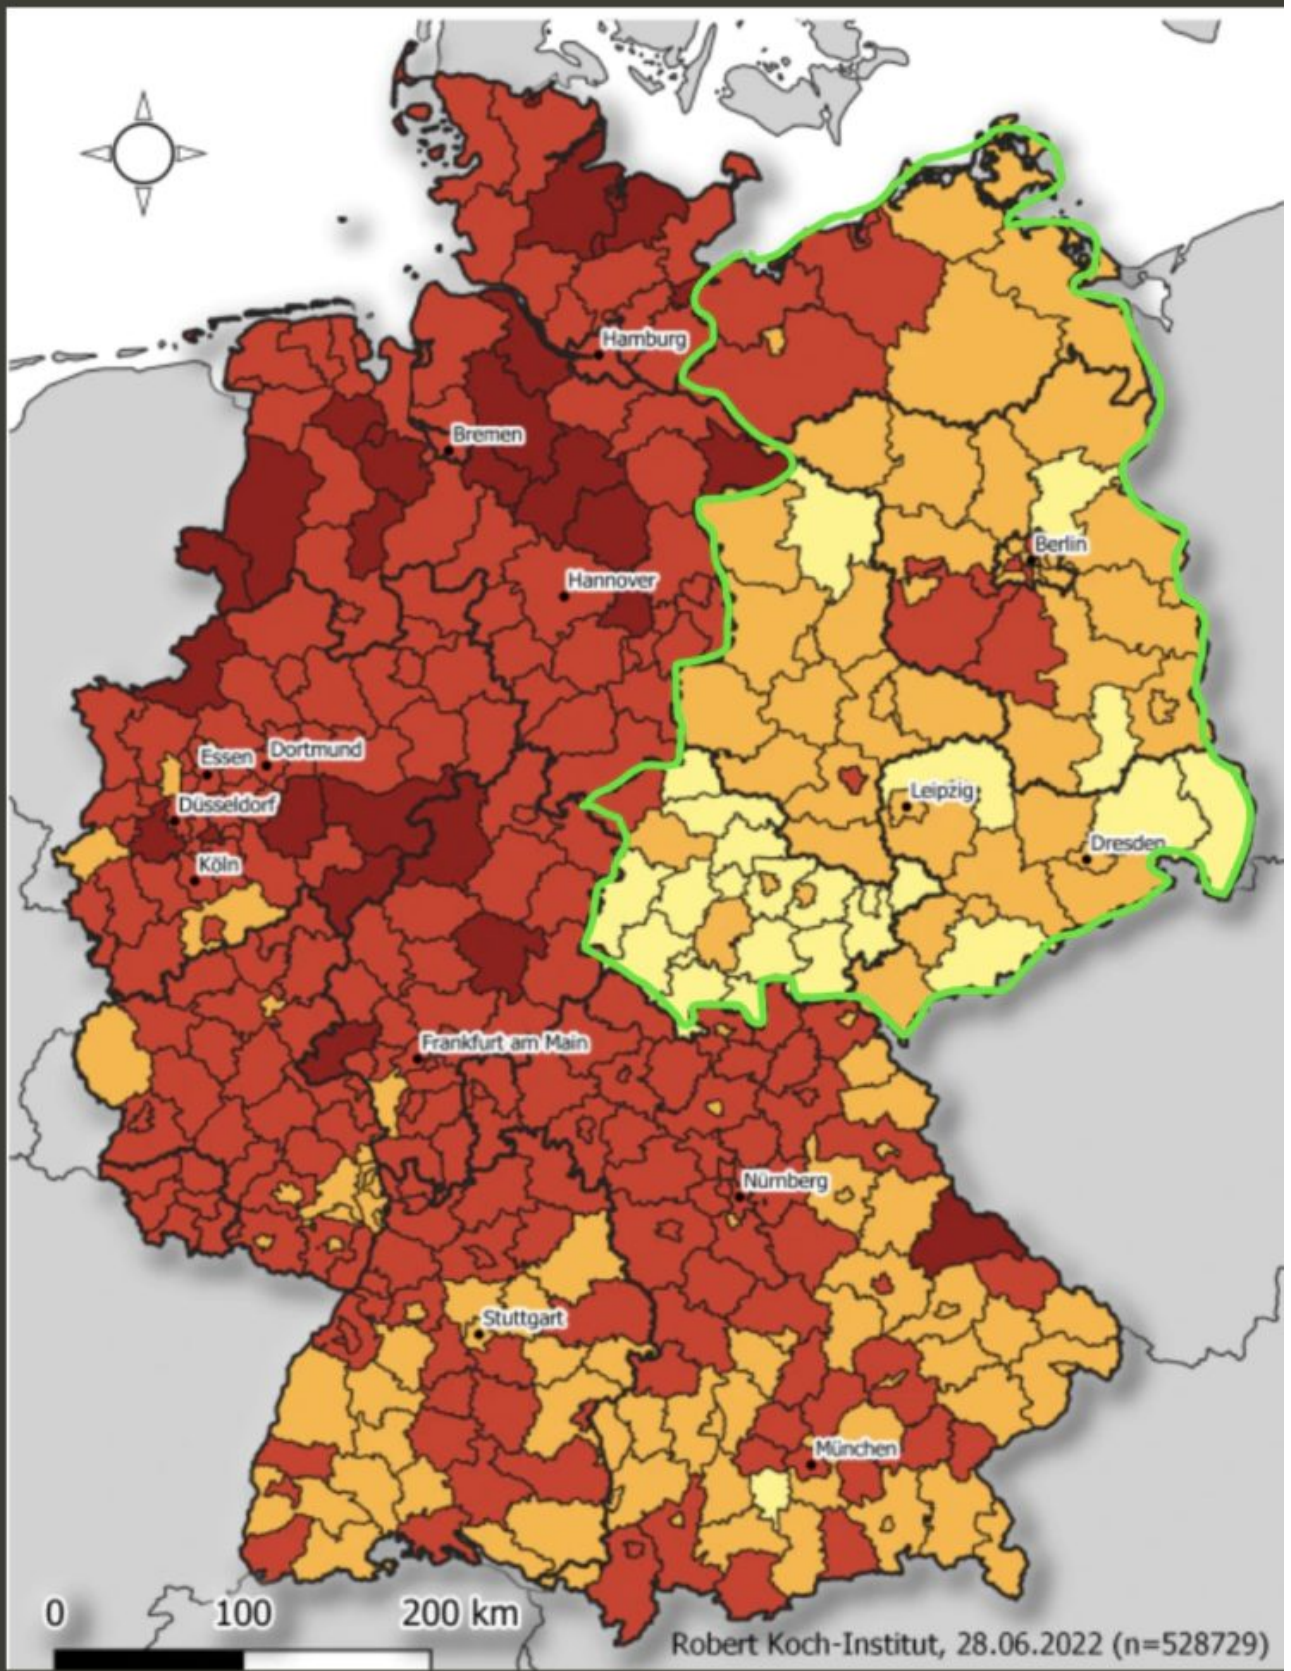 Hamburg
Bremen
Berlin
Hannover
Essen
Dortmund
Düsseldorf
Leipzig
Dresden
Köln
Frankfurt am Main
Nürnberg
Stuttgart
München
0 100 200 km
Robert Koch-Institut, 28.06.2022 (n=528729)